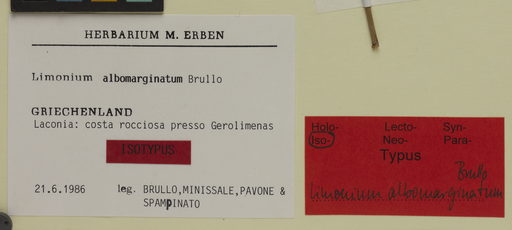 HERBARIUM M. ERBEN
Limonium albomarginatum Brullo
GRIECHENLAND
Laconia: costa rocciosa presso Gerolimenas
ISOTYPUS
21.6.1986 leg. BRULLO,MINISSALE,PAVONE &
SPAMPINATO
Holo- Lecto- Syn-
Iso- Neo- Para-
Typus
Brullo
Limonium albomarginatum